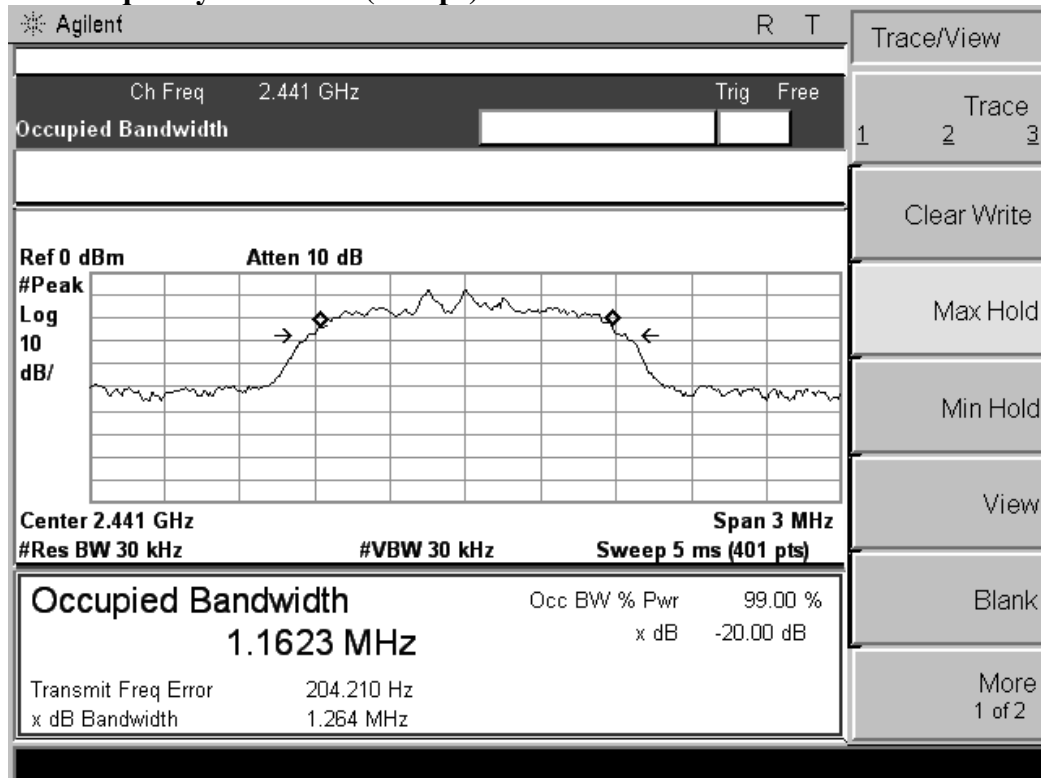 Agilent R T
Trace/View
Ch Freq 2.441 GHz Trig Free
Occupied Bandwidth
Trace
1 2 3
Clear Write
Ref 0 dBm Atten 10 dB
#Peak
Log
10
dB/
Max Hold
Min Hold
View
Center 2.441 GHz Span 3 MHz
#Res BW 30 kHz #VBW 30 kHz Sweep 5 ms (401 pts)
Occupied Bandwidth
1.1623 MHz
Occ BW % Pwr 99.00 %
x dB -20.00 dB
Blank
Transmit Freq Error 204.210 Hz
x dB Bandwidth 1.264 MHz
More
1 of 2